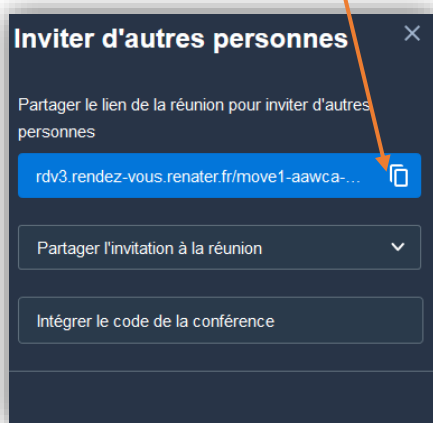 Inviter d'autres personnes
Partager le lien de la réunion pour inviter d'autres
personnes
rdv3.rendez-vous.renater.fr/move1-aawca-...
Partager l'invitation à la réunion
Intégrer le code de la conférence